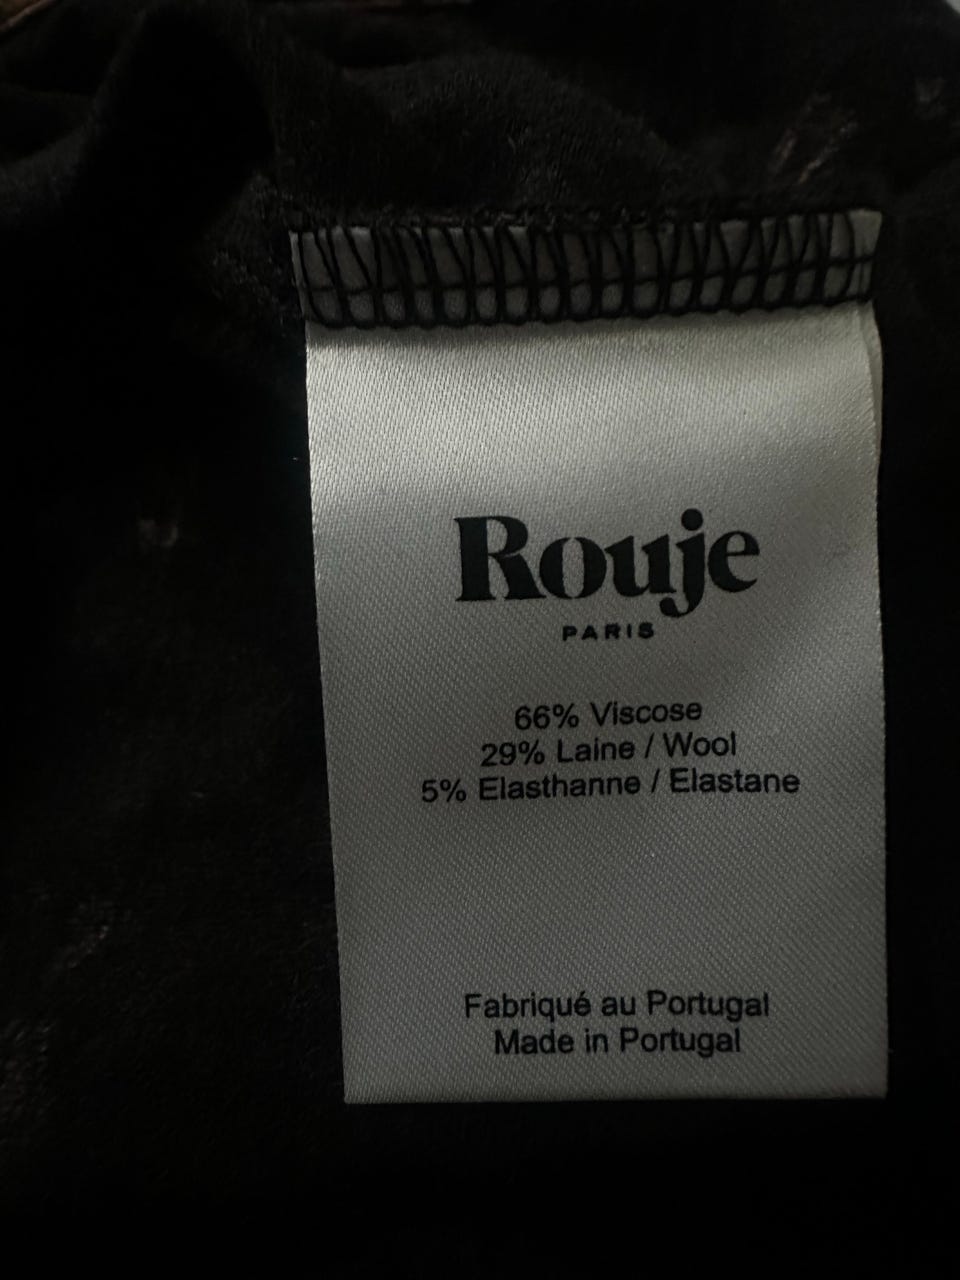 Rouje
PARIS
66% Viscose
29% Laine / Wool
5% Elasthanne / Elastane
Fabriqué au Portugal
Made in Portugal